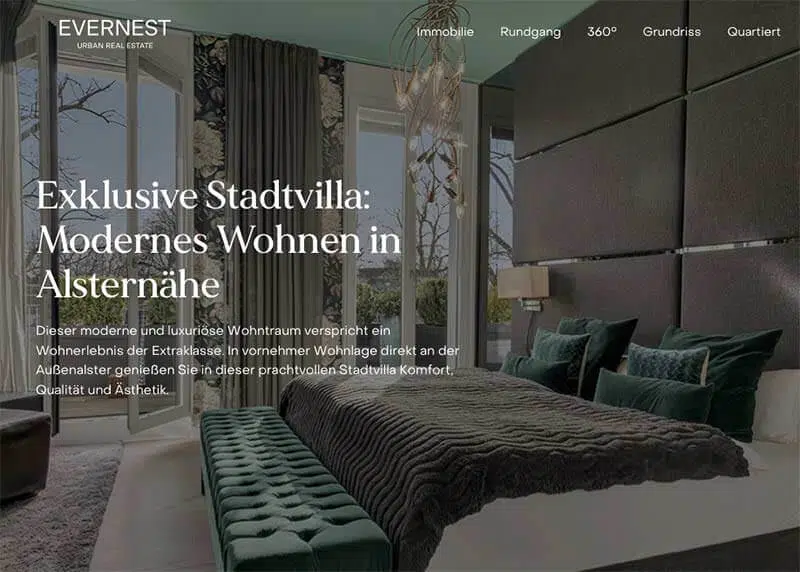 EVERNEST
URBAN REAL ESTATE
Immobilie Rundgang 360° Grundriss Quartiert
Exklusive Stadtvilla:
Modernes Wohnen in
Alsternähe
Dieser moderne und luxuriöse Wohntraum verspricht ein
Wohnerlebnis der Extraklasse. In vornehmer Wohnlage direkt an der
Außenalster genießen Sie in dieser prachtvollen Stadtvilla Komfort,
Qualität und Ästhetik.